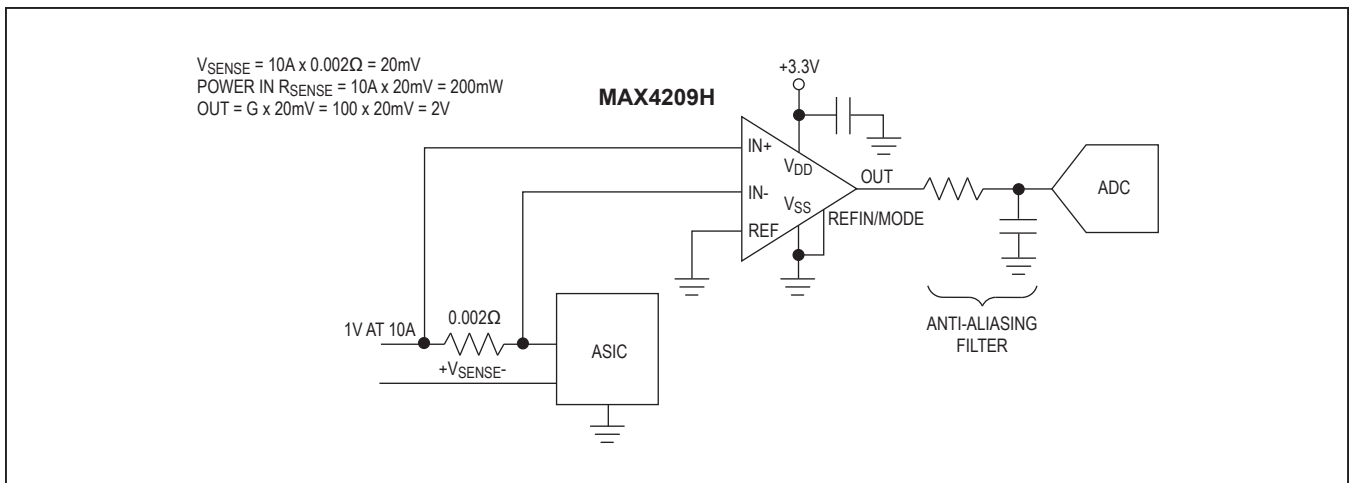 VSENSE = 10A x 0.002Ω = 20mV
POWER IN RSENSE = 10A x 20mV = 200mW
OUT = G x 20mV = 100 x 20mV = 2V
+3.3V
MAX4209H
IN+
VDD
OUT
IN-
VSS
REFIN/MODE
REF
ADC
ANTI-ALIASING
FILTER
1V AT 10A
0.002Ω
ASIC
+VSENSE-